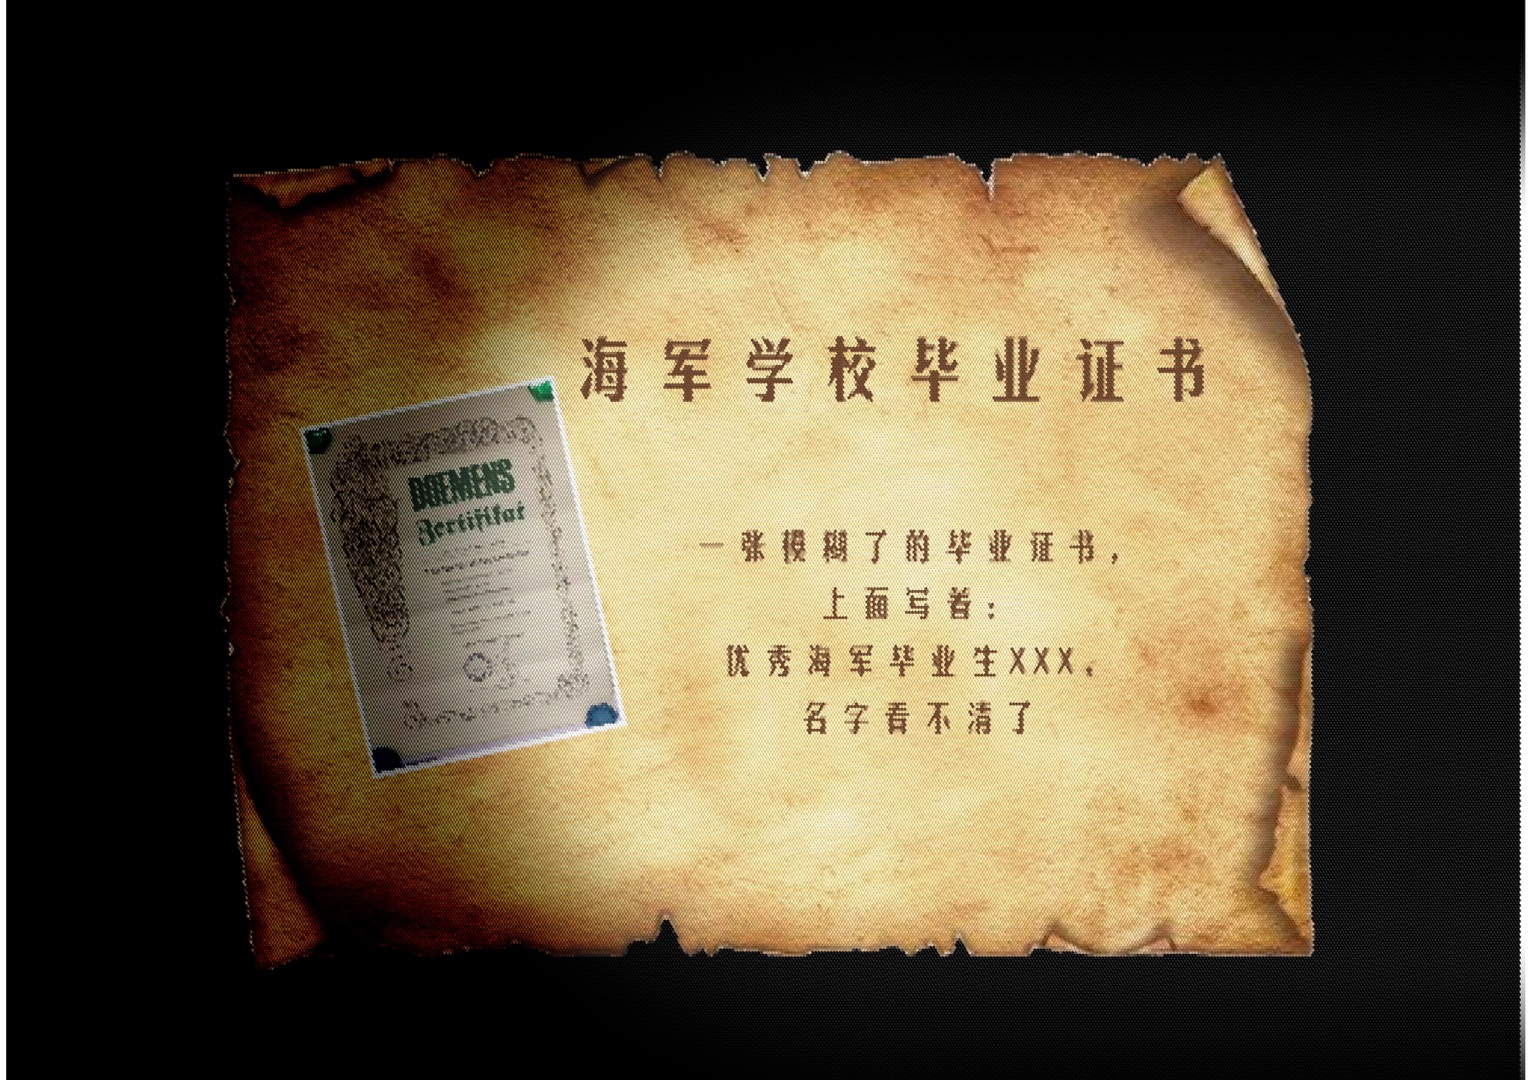 海军学校毕业证书
DOEMENS
Zertifikat
一张模糊了的毕业证书，
上面写着：
优秀海军毕业生XXX。
名字看不清了